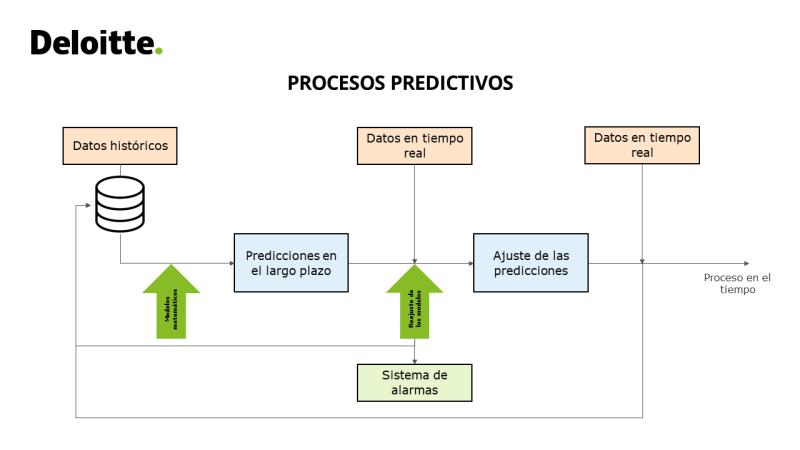 Deloitte.
PROCESOS PREDICTIVOS
Datos históricos
Datos en tiempo
real
Datos en tiempo
real
Predicciones en
el largo plazo
Ajuste de las
predicciones
Proceso en el
tiempo
Modelos
matemáticos
Reajuste de
los modelos
Sistema de
alarmas